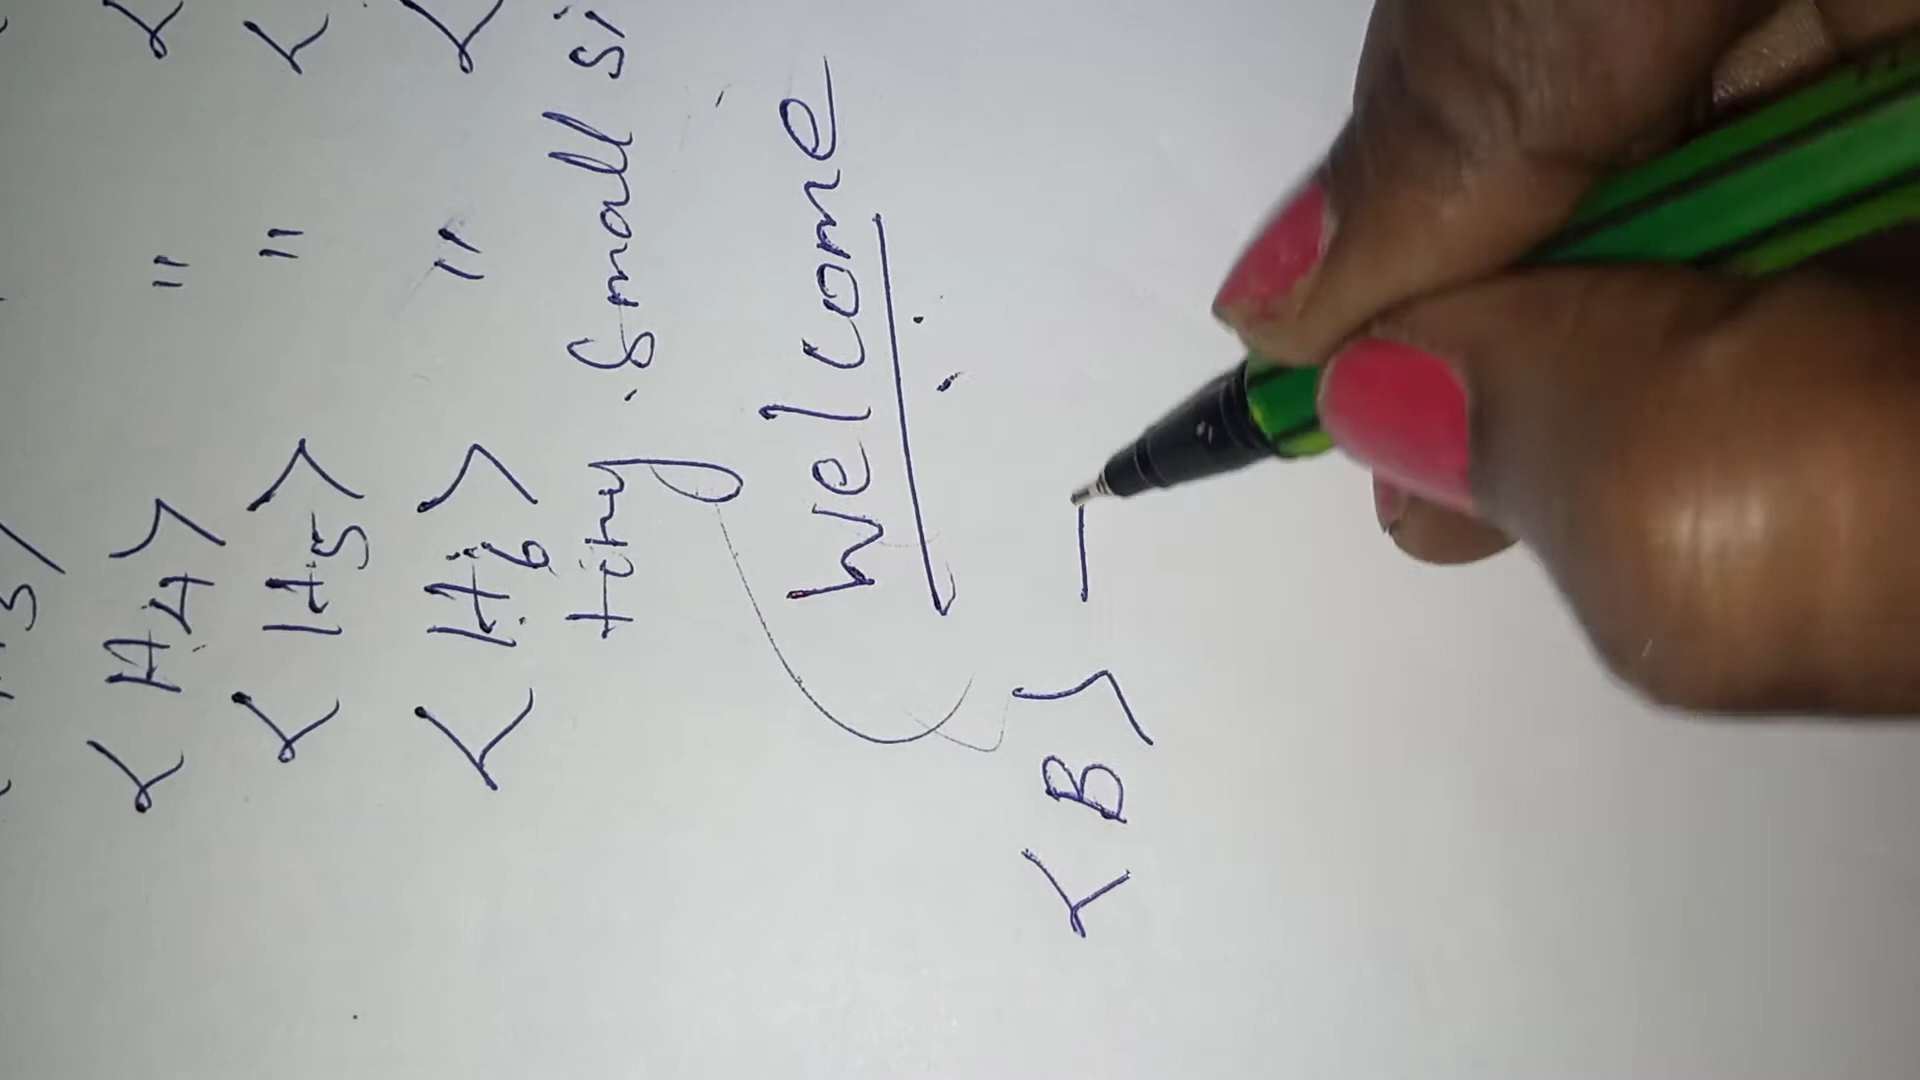 <H4> " <
<H5> " <
<H6> " <
tiny. Small si
Welcome
<B> —